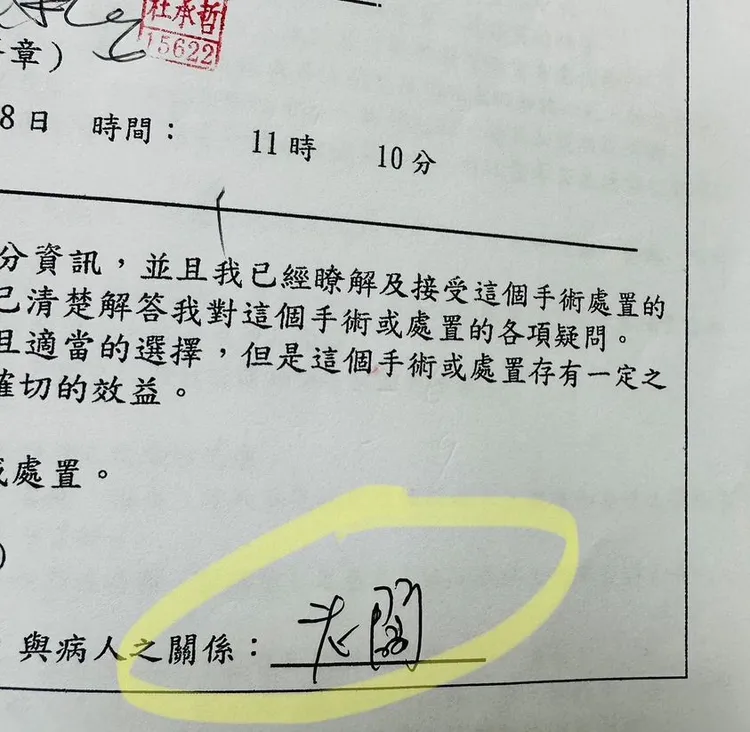 杜承哲
15622
章）
8日 時間： 11時 10分
分資訊，並且我已經瞭解及接受這個手術處置的
已清楚解答我對這個手術或處置的各項疑問。
且適當的選擇，但是這個手術或處置存有一定之
確切的效益。
或處置。
）
與病人之關係：老闆